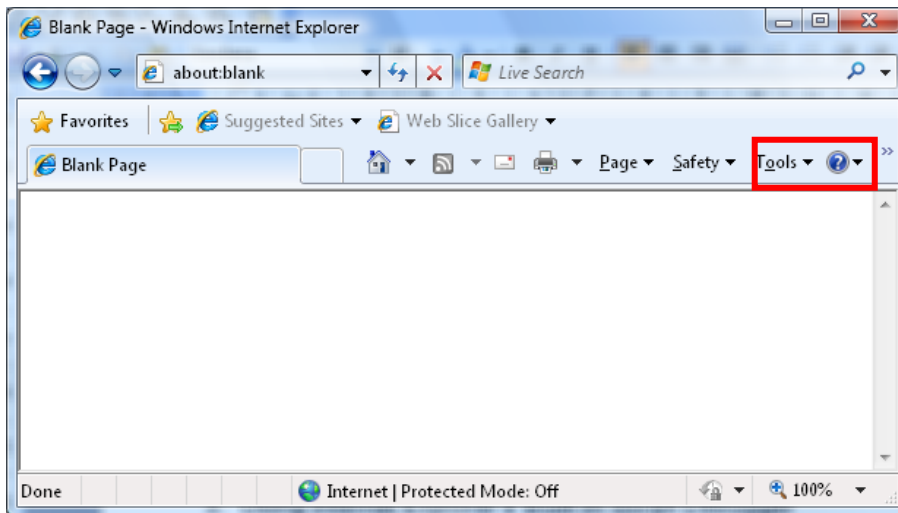 Blank Page - Windows Internet Explorer
about:blank
Live Search
Favorites Suggested Sites Web Slice Gallery
Blank Page Page Safety Tools
Done Internet | Protected Mode: Off 100%